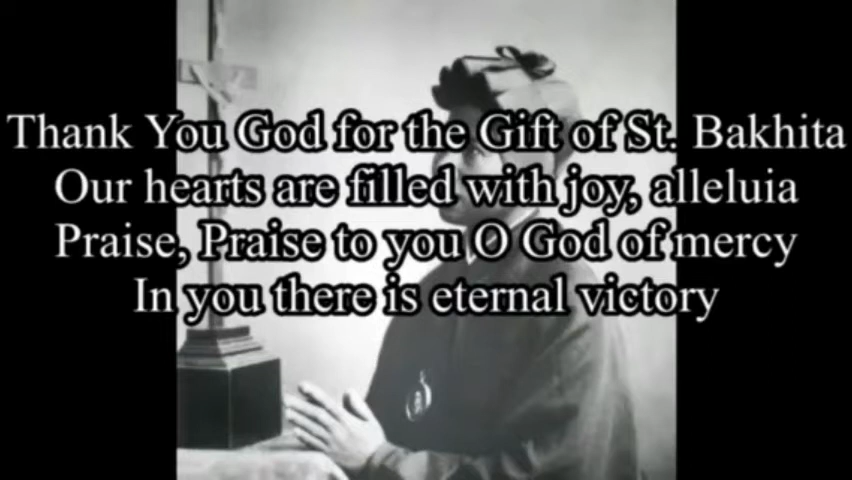 Thank You God for the Gift of St. Bakhita
Our hearts are filled with joy, alleluia
Praise, Praise to you O God of mercy
In you there is eternal victory